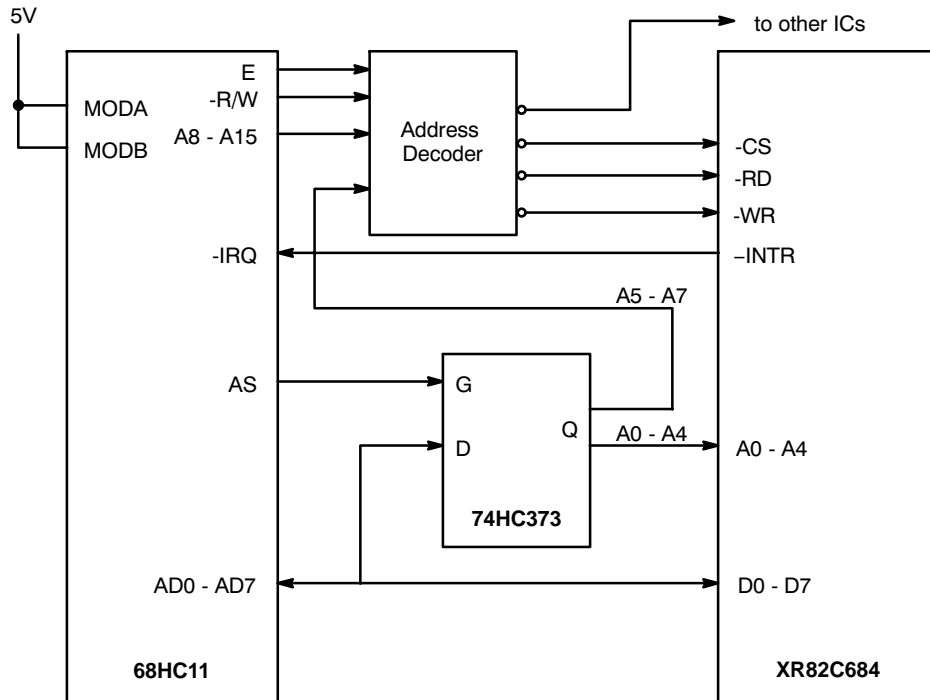 5V
to other ICs
E
-R/W
A8 - A15
MODA
MODB
Address
Decoder
-CS
-RD
-WR
-IRQ
–INTR
A5 - A7
AS
G
D
Q
A0 - A4
A0 - A4
74HC373
AD0 - AD7
D0 - D7
68HC11
XR82C684